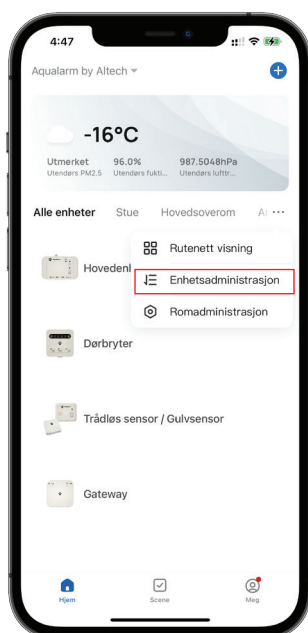 4:47
Aqualarm by Altech
-16°C
Utmerket 96.0% 987.5048hPa
Utendørs PM2.5 Utendørs fukti... Utendørs lufttr...
Alle enheter Stue Hovedsoverom
Rutenett visning
Hovedenl
Enhetsadministrasjon
Romadministrasjon
Dørbryter
Trådløs sensor / Gulvsensor
Gateway
Hjem Scene Meg